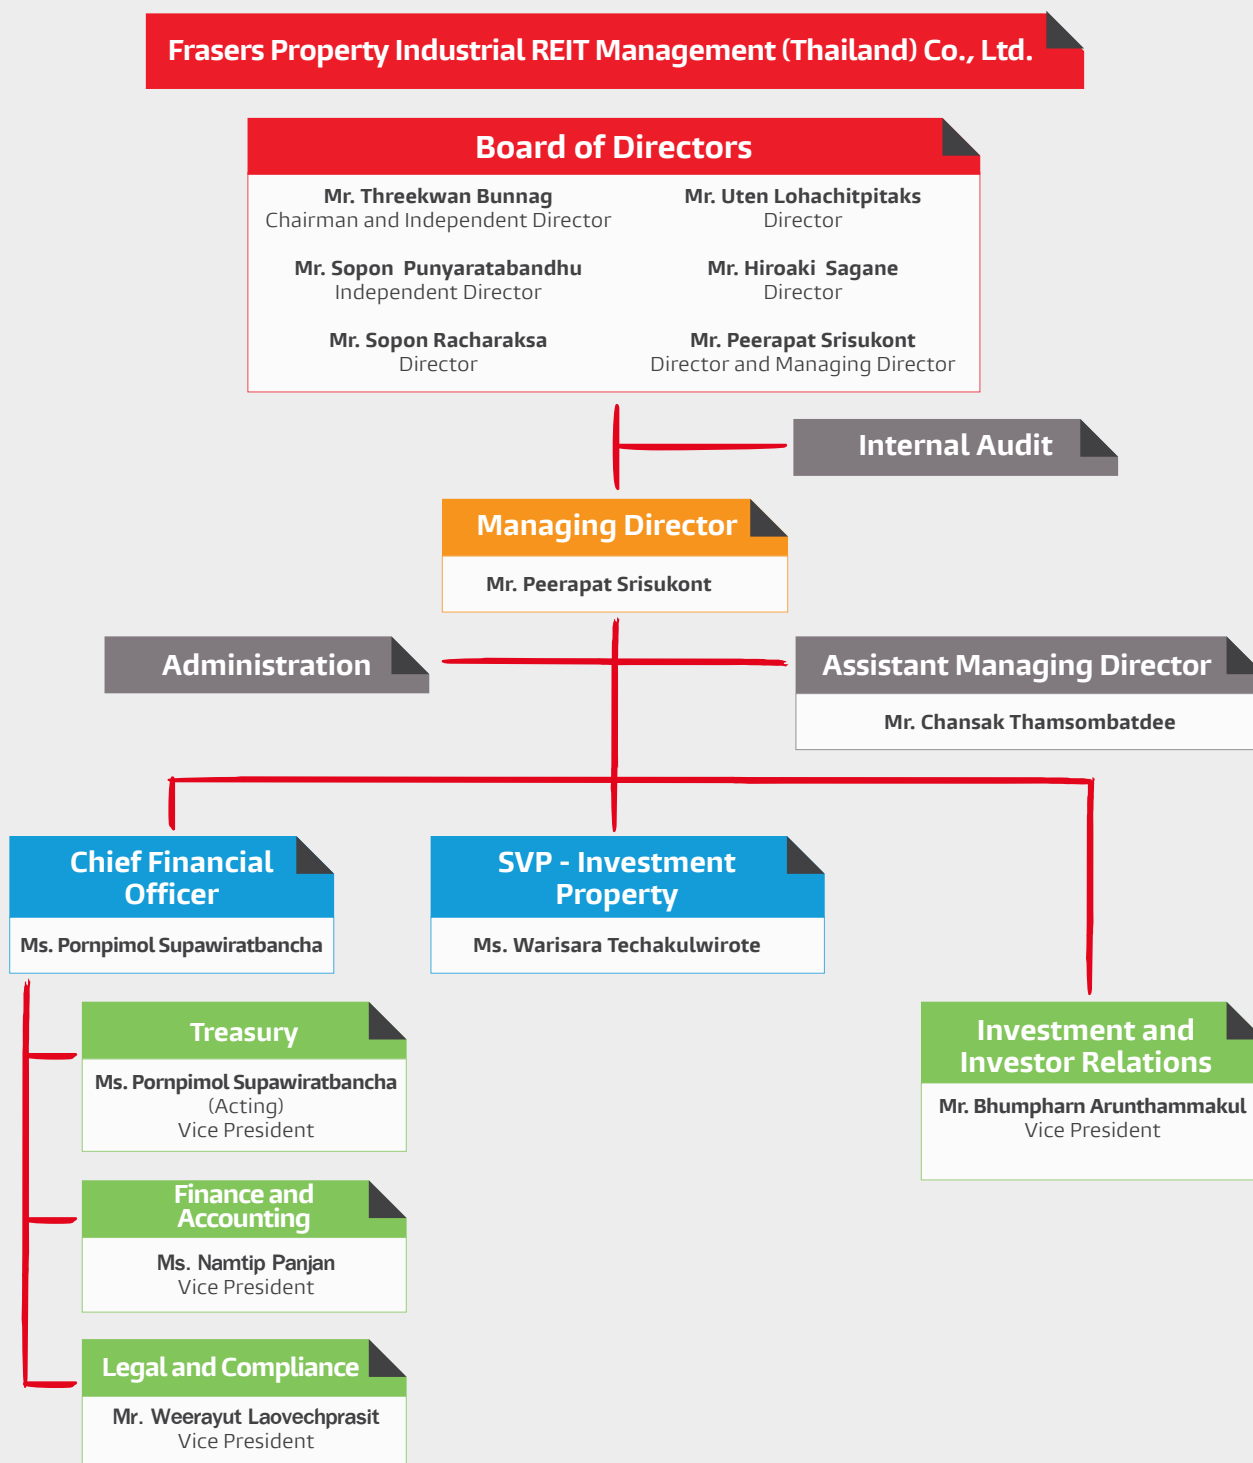 Frasers Property Industrial REIT Management (Thailand) Co., Ltd.
Board of Directors
Mr. Threekwan Bunnag
Chairman and Independent Director
Mr. Uten Lohachitpitaks
Director
Mr. Sopon Punyaratabandhu
Independent Director
Mr. Hiroaki Sagane
Director
Mr. Sopon Racharaksa
Director
Mr. Peerapat Srisukont
Director and Managing Director
Internal Audit
Managing Director
Mr. Peerapat Srisukont
Administration
Assistant Managing Director
Mr. Chansak Thamsombatdee
Chief Financial
Officer
Ms. Pornpimol Supawiratbancha
SVP - Investment
Property
Ms. Warisara Techakulwirote
Treasury
Ms. Pornpimol Supawiratbancha
(Acting)
Vice President
Investment and
Investor Relations
Mr. Bhumpharn Arunthammakul
Vice President
Finance and
Accounting
Ms. Namtip Panjan
Vice President
Legal and Compliance
Mr. Weerayut Laovechprasit
Vice President